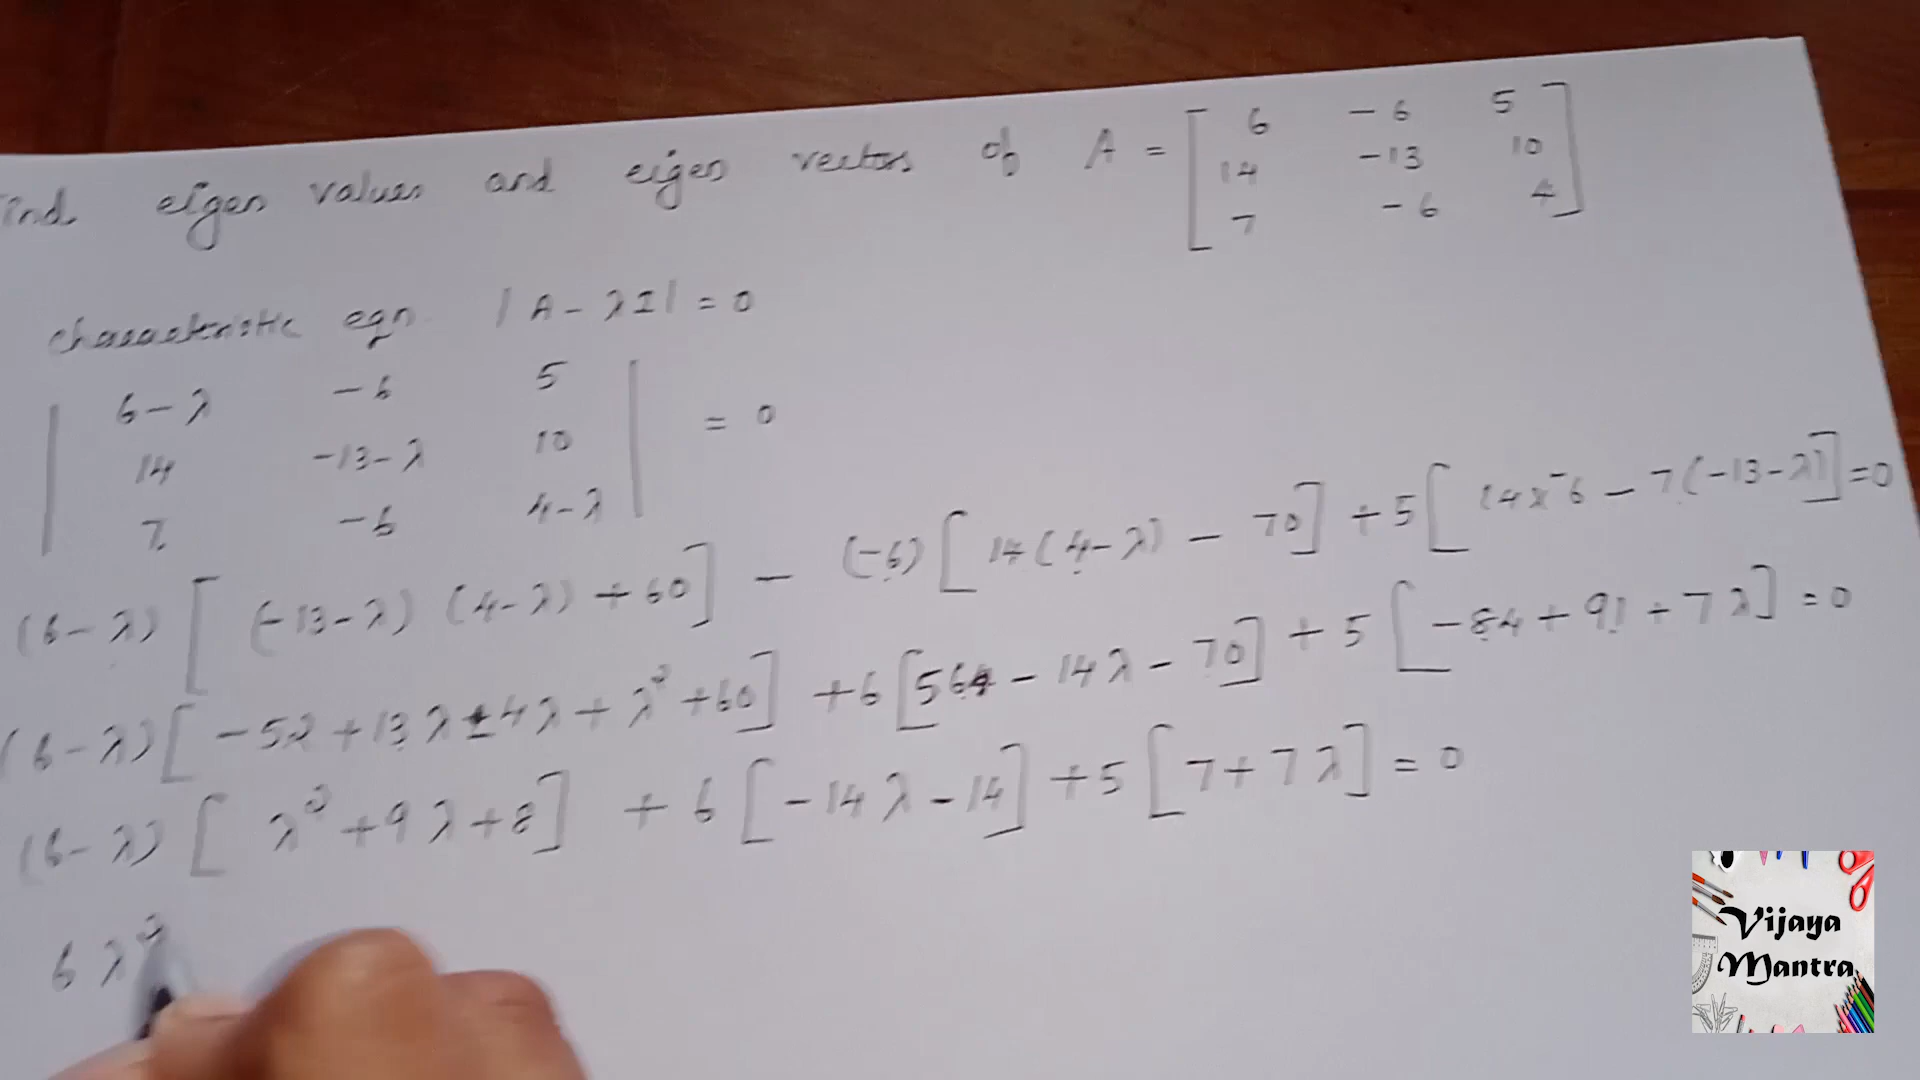 ind eigen values and eigen vectors of A = [ 6 -6 5
14 -13 10
7 -6 4 ]
characteristic eqn |A - λI| = 0
| 6-λ -6 5 |
14 -13-λ 10 = 0
7 -6 4-λ
(6-λ) [ (-13-λ) (4-λ) + 60 ] - (-6) [ 14(4-λ) - 70 ] + 5 [ 14x-6 - 7(-13-λ) ] = 0
(6-λ) [ -52 + 13λ - 4λ + λ² + 60 ] + 6 [ 56 - 14λ - 70 ] + 5 [ -84 + 91 + 7λ ] = 0
(6-λ) [ λ² + 9λ + 8 ] + 6 [ -14λ - 14 ] + 5 [ 7 + 7λ ] = 0
6λ²
Vijaya
Mantra